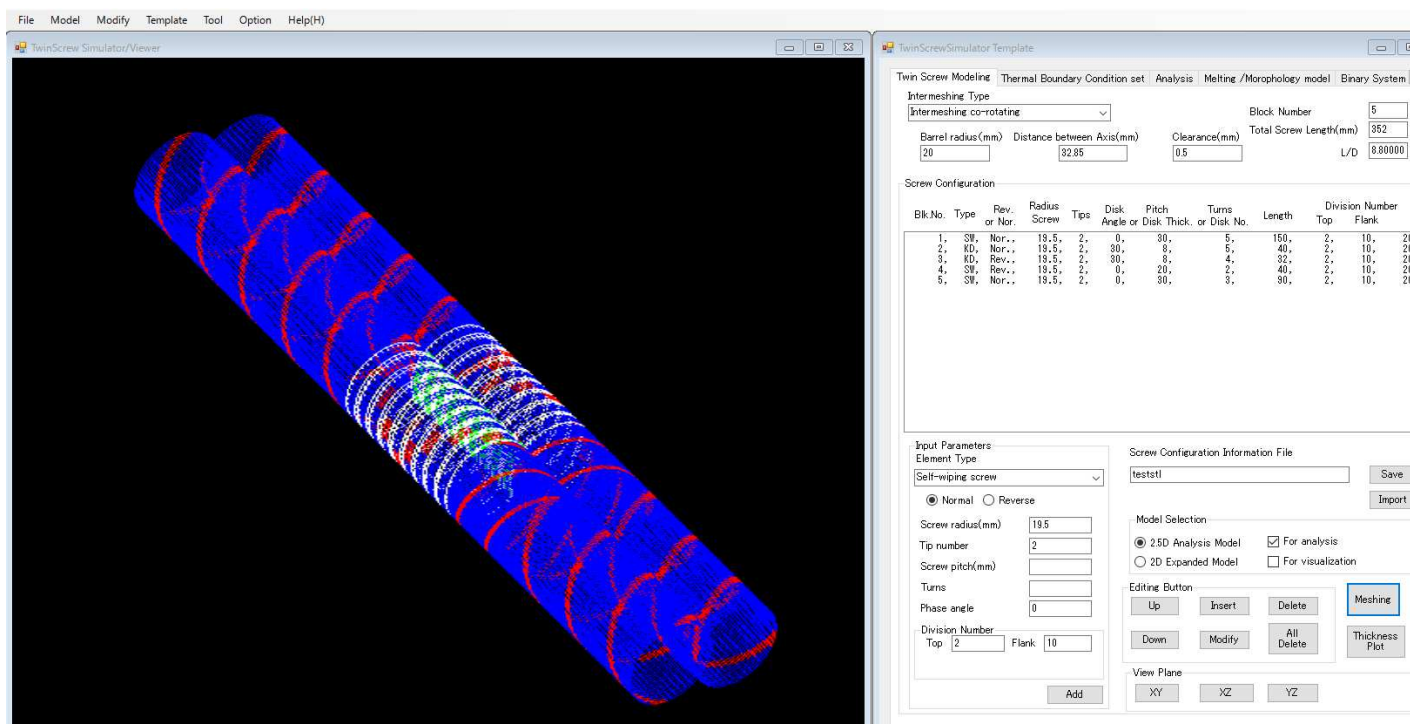 File Model Modify Template Tool Option Help(H)
TwinScrew Simulator/Viewer
TwinScrewSimulator Template
Twin Screw Modeling Thermal Boundary Condition set Analysis Melting /Morophology model Binary System
Intermeshing Type
Intermeshing co-rotating
Block Number 5
Barrel radius(mm) Distance between Axis(mm) Clearance(mm) Total Screw Length(mm) 352
20 32.85 0.5 L/D 8.80000
Screw Configuration
Blk.No. Type Rev. or Nor. Radius Screw Tips Disk Angle or Pitch Disk Thick. Turns or Disk No. Length Division Number Top Flank
1, SW, Nor., 19.5, 2, 0, 30, 5, 150, 2, 10,
2, KD, Nor., 19.5, 2, 30, 8, 5, 40, 2, 10,
3, KD, Rev., 19.5, 2, 30, 8, 4, 32, 2, 10,
4, SW, Rev., 19.5, 2, 0, 20, 2, 40, 2, 10,
5, SW, Nor., 19.5, 2, 0, 30, 3, 90, 2, 10,
Input Parameters
Element Type
Self-wiping screw
Normal Reverse
Screw radius(mm) 19.5
Tip number 2
Screw pitch(mm)
Turns
Phase angle 0
Division Number
Top 2 Flank 10
Add
Screw Configuration Information File
teststl Save
Import
Model Selection
2.5D Analysis Model For analysis
2D Expanded Model For visualization
Editing Button
Up Insert Delete
Down Modify All Delete
Meshing
Thickness Plot
View Plane
XY XZ YZ